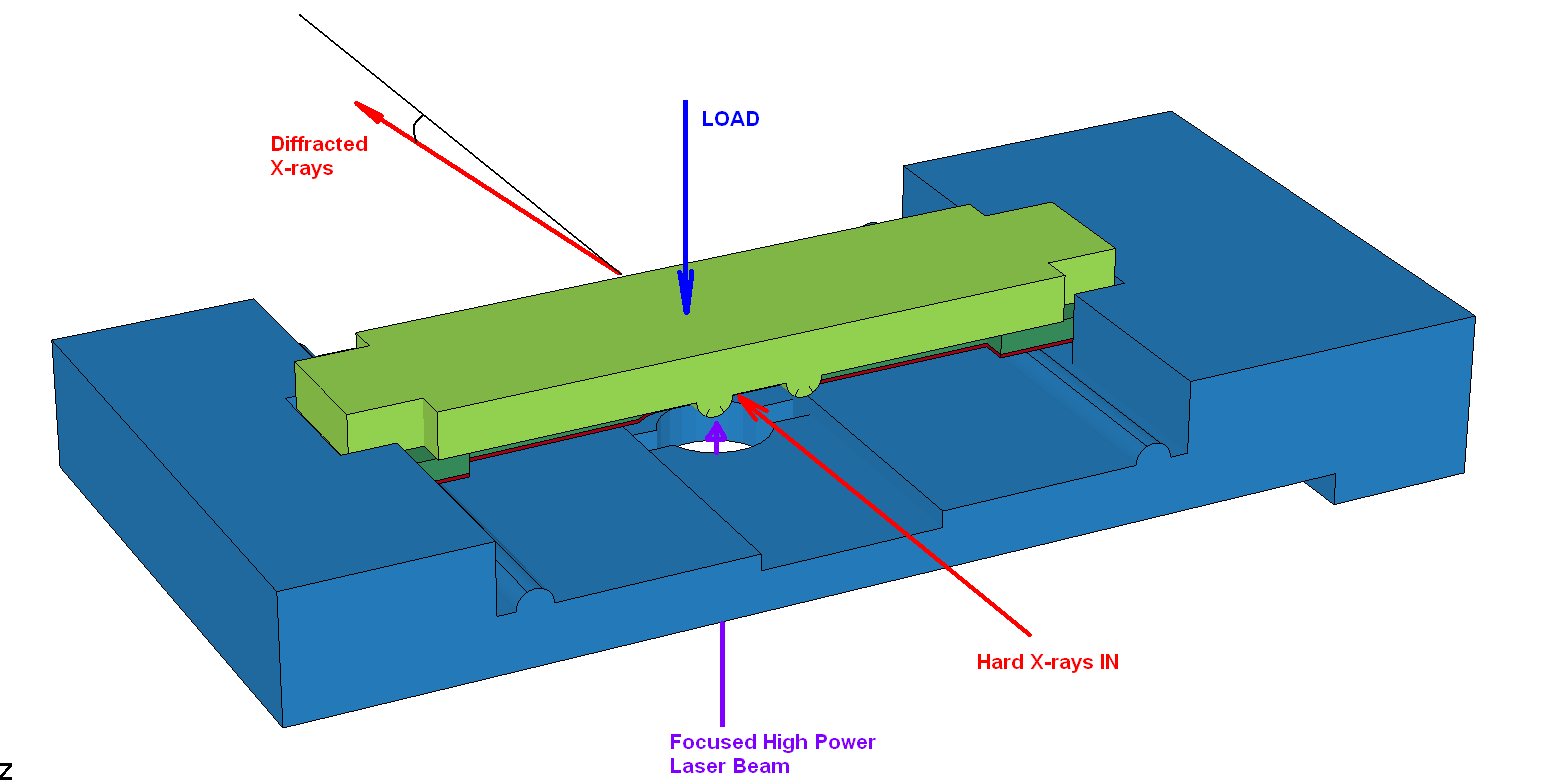 LOAD
Diffracted
X-rays
Hard X-rays IN
Focused High Power
Laser Beam
Z